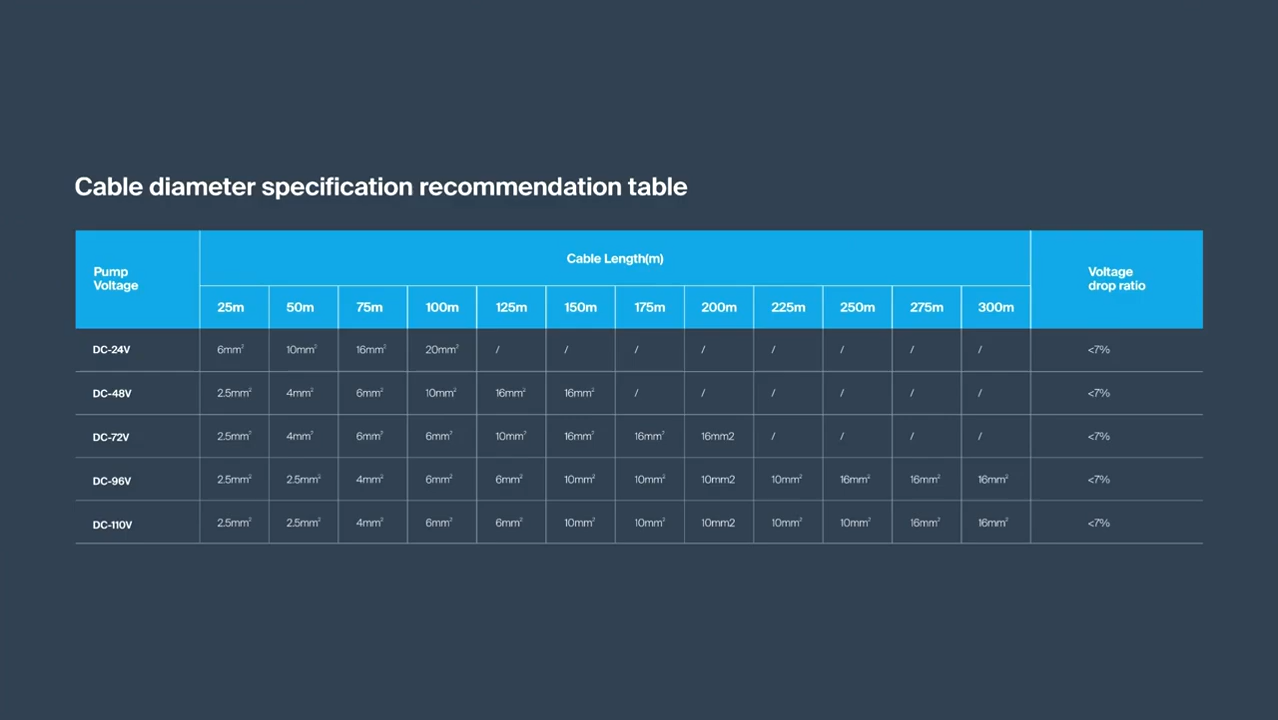 Cable diameter specification recommendation table
Pump Voltage
Cable Length(m)
Voltage drop ratio
25m 50m 75m 100m 125m 150m 175m 200m 225m 250m 275m 300m
DC-24V 6mm² 10mm² 16mm² 20mm² / / / / / / / / <7%
DC-48V 2.5mm² 4mm² 6mm² 10mm² 16mm² 16mm² / / / / / / <7%
DC-72V 2.5mm² 4mm² 6mm² 6mm² 10mm² 16mm² 16mm² 16mm2 / / / / <7%
DC-96V 2.5mm² 2.5mm² 4mm² 6mm² 6mm² 10mm² 10mm² 10mm2 10mm² 16mm² 16mm² 16mm² <7%
DC-110V 2.5mm² 2.5mm² 4mm² 6mm² 6mm² 10mm² 10mm² 10mm2 10mm² 10mm² 16mm² 16mm² <7%